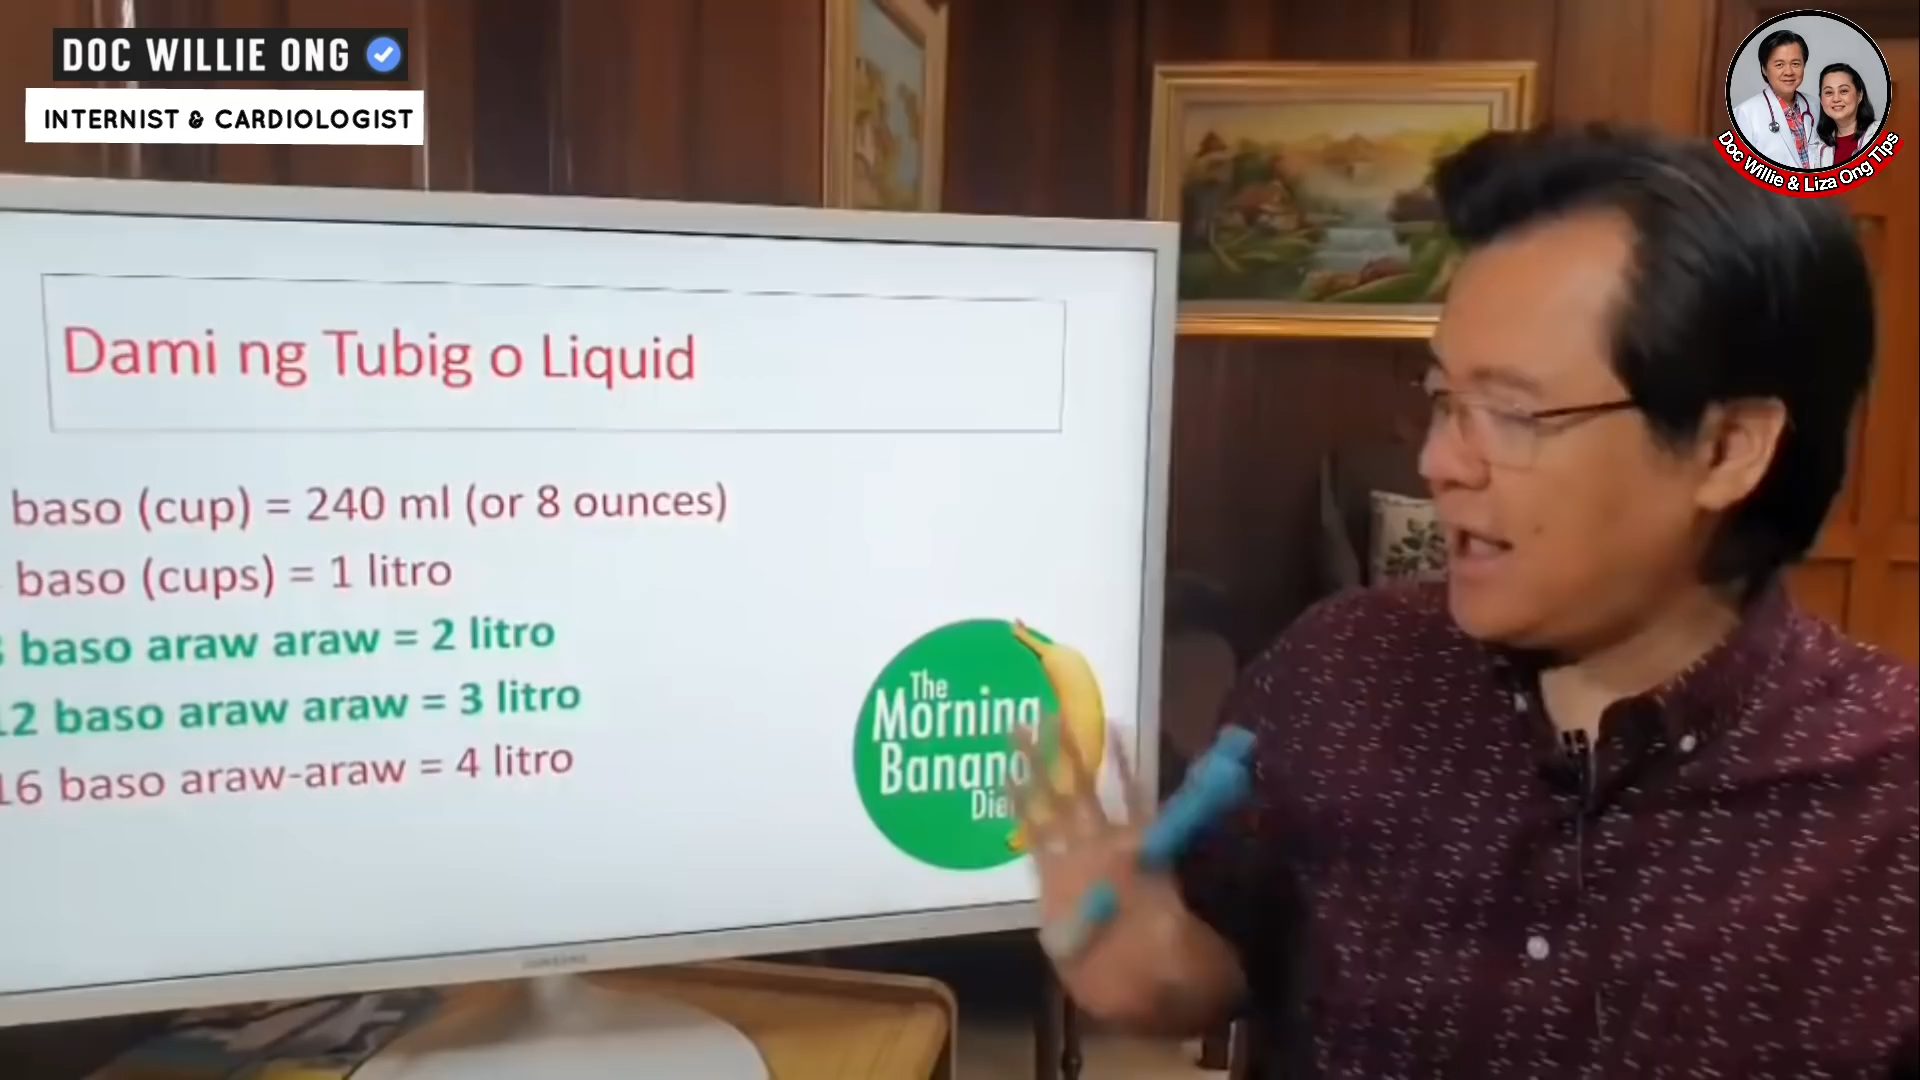 DOC WILLIE ONG
INTERNIST & CARDIOLOGIST
Doc Willie & Liza Ong Tips
Dami ng Tubig o Liquid
baso (cup) = 240 ml (or 8 ounces)
baso (cups) = 1 litro
baso araw araw = 2 litro
12 baso araw araw = 3 litro
16 baso araw-araw = 4 litro
The
Morning
Banana
SAMSUNG